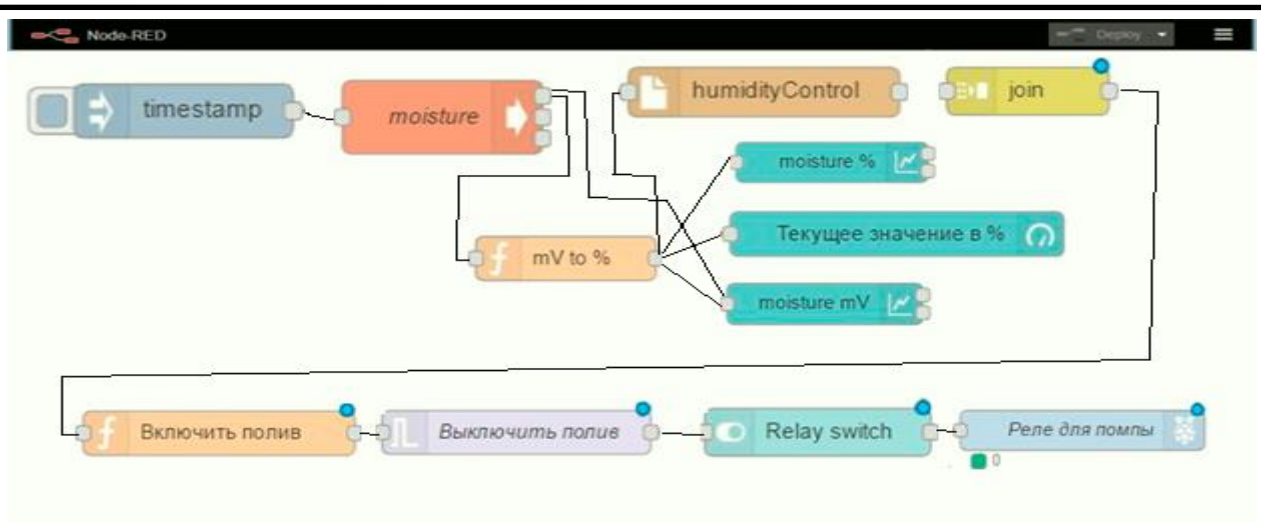 Node-RED
Deploy
timestamp
moisture
humidityControl
join
moisture %
Текущее значение в %
mV to %
moisture mV
Включить полив
Выключить полив
Relay switch
Реле для помпы
0